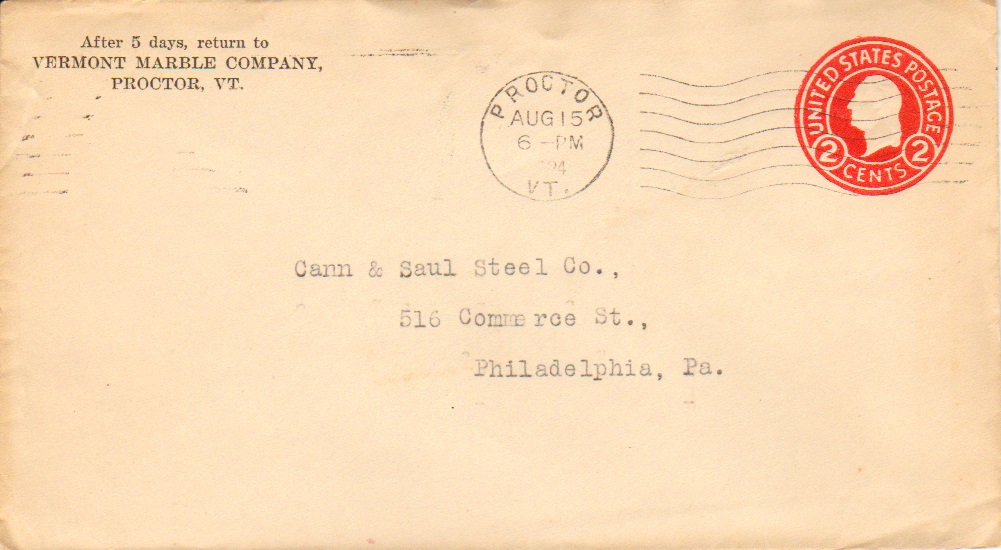 After 5 days, return to
VERMONT MARBLE COMPANY,
PROCTOR, VT.
PROCTOR
AUG 15
6 - PM
'24
VT.
UNITED STATES POSTAGE
2 CENTS 2
Cann & Saul Steel Co.,
516 Commerce St.,
Philadelphia, Pa.